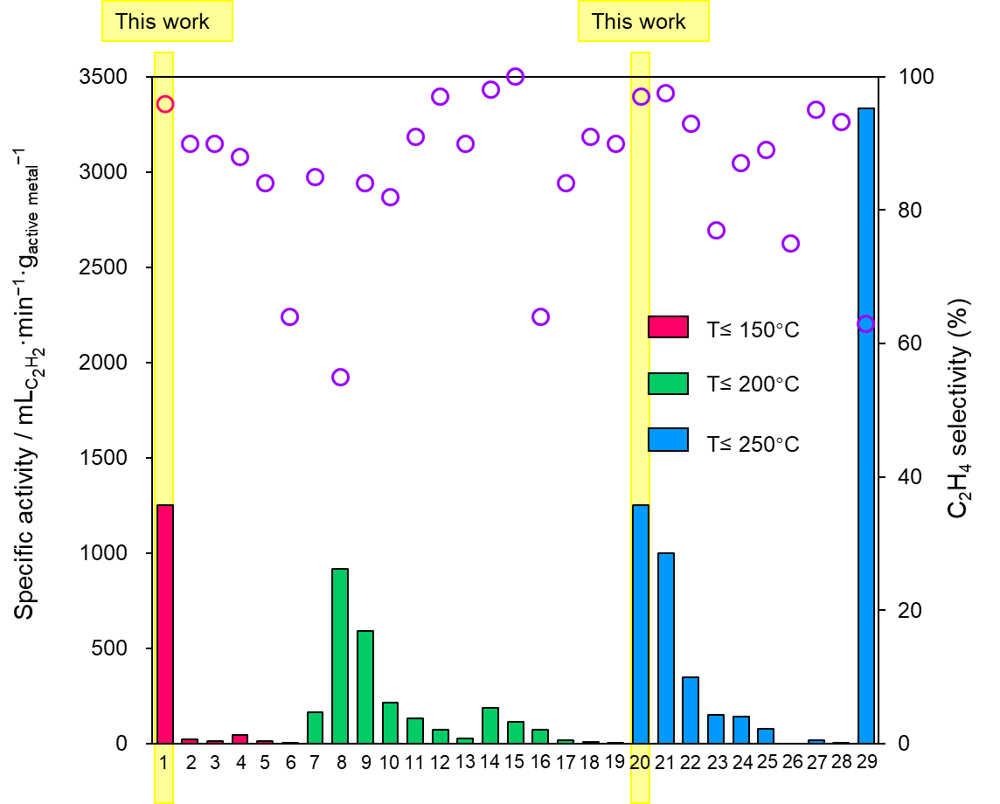 This work
This work
3500
3000
2500
2000
1500
1000
500
0
100
80
60
40
20
0
Specific activity / mL_C₂H₂·min⁻¹·g_active metal⁻¹
C₂H₄ selectivity (%)
T≤ 150°C
T≤ 200°C
T≤ 250°C
1 2 3 4 5 6 7 8 9 10 11 12 13 14 15 16 17 18 19 20 21 22 23 24 25 26 27 28 29